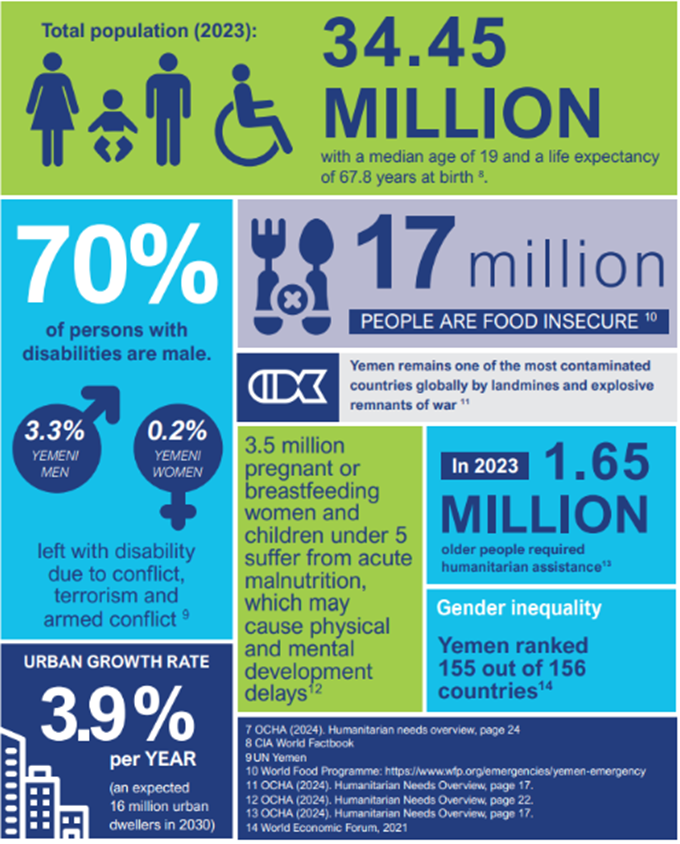 Total population (2023):
34.45
MILLION
with a median age of 19 and a life expectancy
of 67.8 years at birth 8.
70%
of persons with
disabilities are male.
3.3%
YEMENI
MEN
0.2%
YEMENI
WOMEN
left with disability
due to conflict,
terrorism and
armed conflict 9
17 million
PEOPLE ARE FOOD INSECURE 10
Yemen remains one of the most contaminated
countries globally by landmines and explosive
remnants of war 11
3.5 million
pregnant or
breastfeeding
women and
children under 5
suffer from acute
malnutrition,
which may
cause physical
and mental
development
delays12
In 2023 1.65
MILLION
older people required
humanitarian assistance13
Gender inequality
Yemen ranked
155 out of 156
countries14
URBAN GROWTH RATE
3.9%
per YEAR
(an expected
16 million urban
dwellers in 2030)
7 OCHA (2024). Humanitarian needs overview, page 24
8 CIA World Factbook
9 UN Yemen
10 World Food Programme: https://www.wfp.org/emergencies/yemen-emergency
11 OCHA (2024). Humanitarian Needs Overview, page 17.
12 OCHA (2024). Humanitarian Needs Overview, page 22.
13 OCHA (2024). Humanitarian Needs Overview, page 17.
14 World Economic Forum, 2021